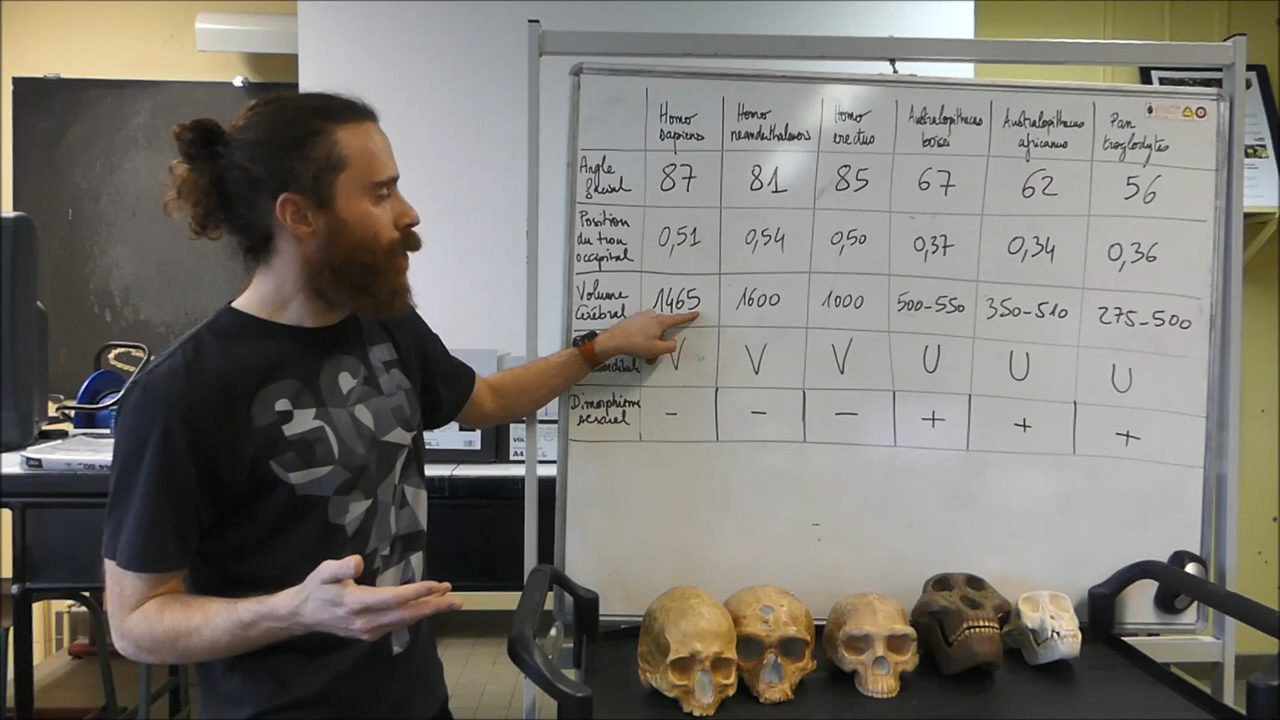 Homo sapiens
Homo neanderthalensis
Homo erectus
Australopithecus boisei
Australopithecus africanus
Pan troglodytes
Angle facial 87 81 85 67 62 56
Position du trou occipital 0,51 0,54 0,50 0,37 0,34 0,36
Volume Cérébral 1465 1600 1000 500-550 350-510 275-500
V V V U U U
Dimorphisme sexuel - - - + + +
365
A4